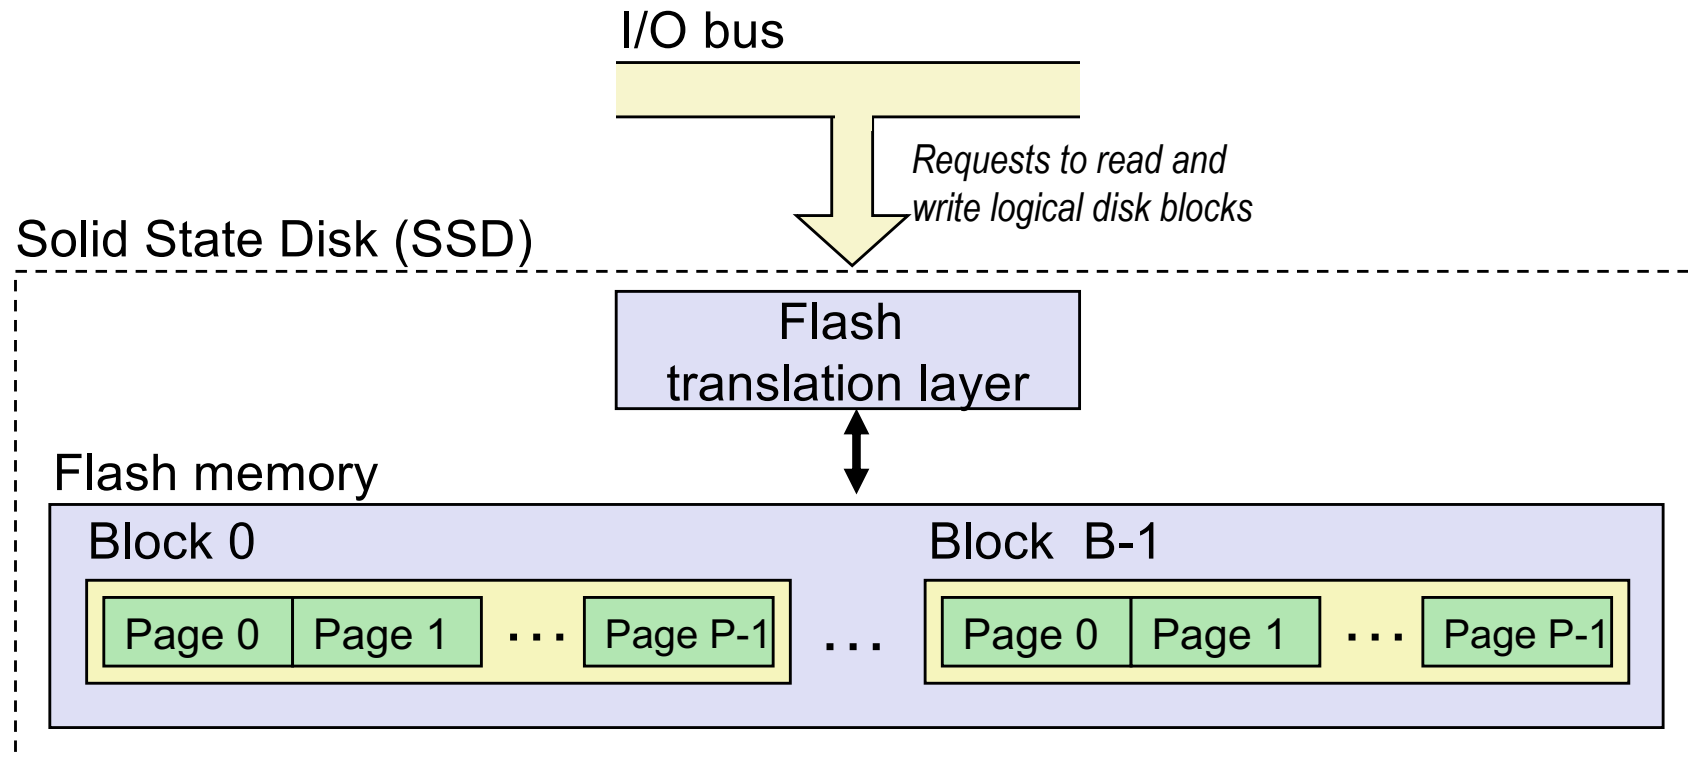 I/O bus
Requests to read and
write logical disk blocks
Solid State Disk (SSD)
Flash
translation layer
Flash memory
Block 0
Block B-1
Page 0 Page 1 ... Page P-1 ... Page 0 Page 1 ... Page P-1